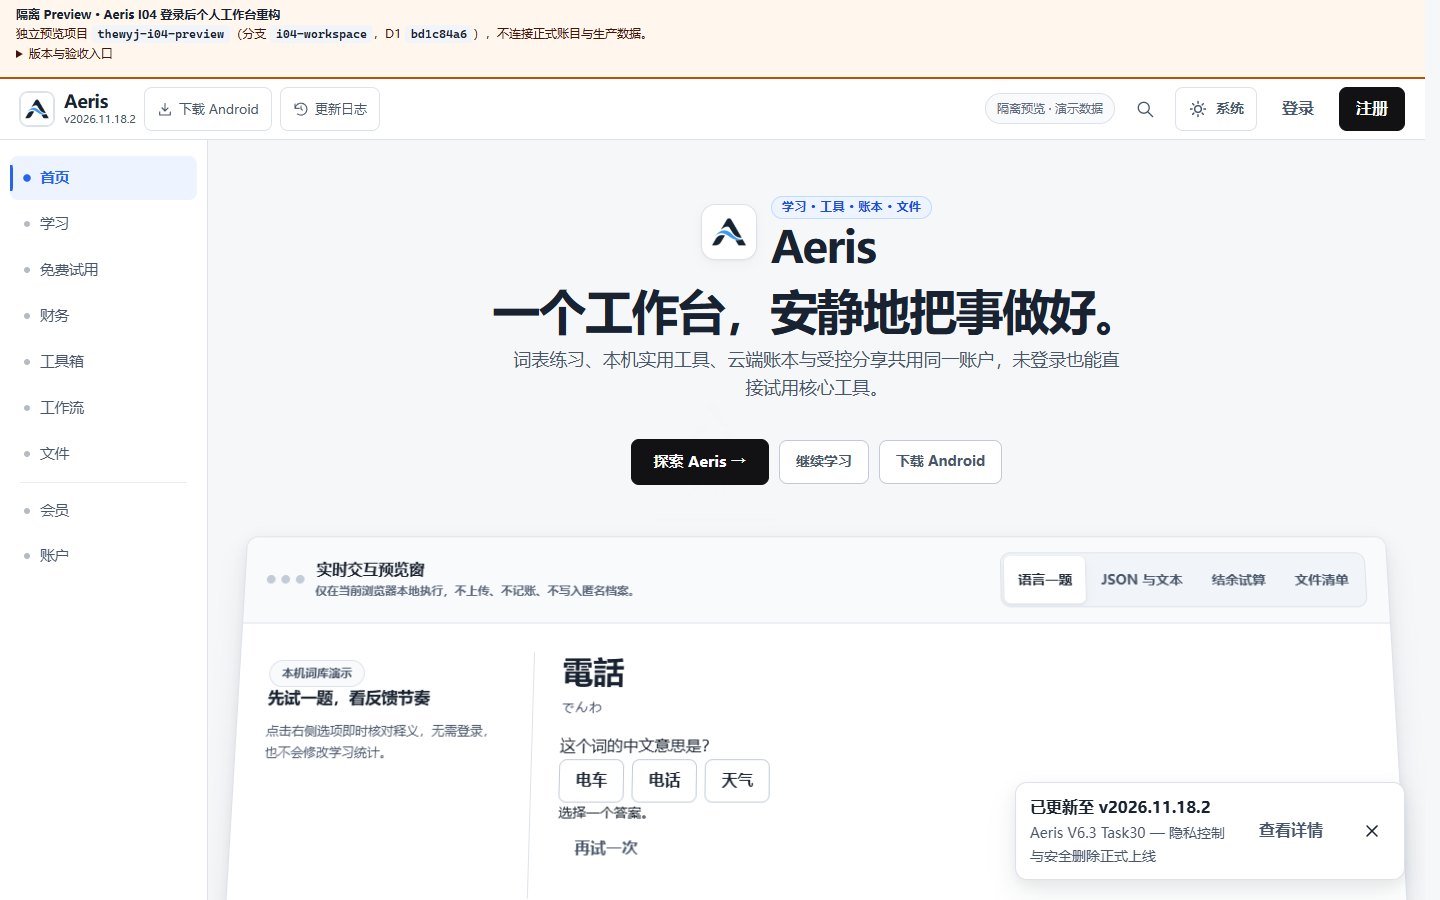 隔离 Preview · Aeris I04 登录后个人工作台重构
独立预览项目 thewyj-i04-preview （分支 i04-workspace ，D1 bd1c84a6 ），不连接正式账目与生产数据。
▶ 版本与验收入口
Aeris
v2026.11.18.2
下载 Android
更新日志
隔离预览 · 演示数据
系统
登录
注册
首页
学习
免费试用
财务
工具箱
工作流
文件
会员
账户
学习 · 工具 · 账本 · 文件
Aeris
一个工作台，安静地把事做好。
词表练习、本机实用工具、云端账本与受控分享共用同一账户，未登录也能直
接试用核心工具。
探索 Aeris →
继续学习
下载 Android
实时交互预览窗
仅在当前浏览器本地执行，不上传、不记账、不写入匿名档案。
语言一题
JSON 与文本
结余试算
文件清单
本机词库演示
先试一题，看反馈节奏
点击右侧选项即时核对释义，无需登录，
也不会修改学习统计。
電話
でんわ
这个词的中文意思是？
电车
电话
天气
选择一个答案。
再试一次
已更新至 v2026.11.18.2
Aeris V6.3 Task30 — 隐私控制
与安全删除正式上线
查看详情